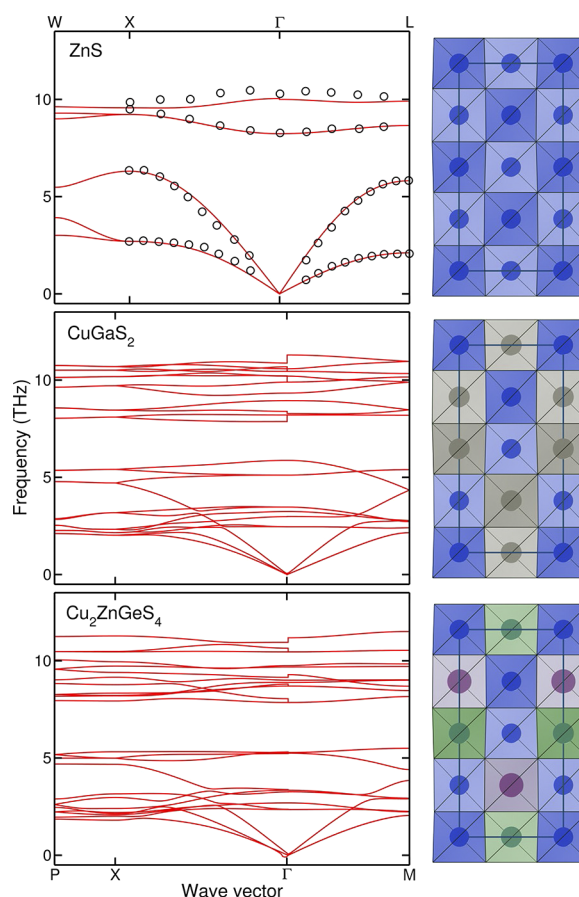 W X Γ L
ZnS
10
5
0
CuGaS₂
10
5
0
Frequency (THz)
Cu₂ZnGeS₄
10
5
0
P X Γ M
Wave vector